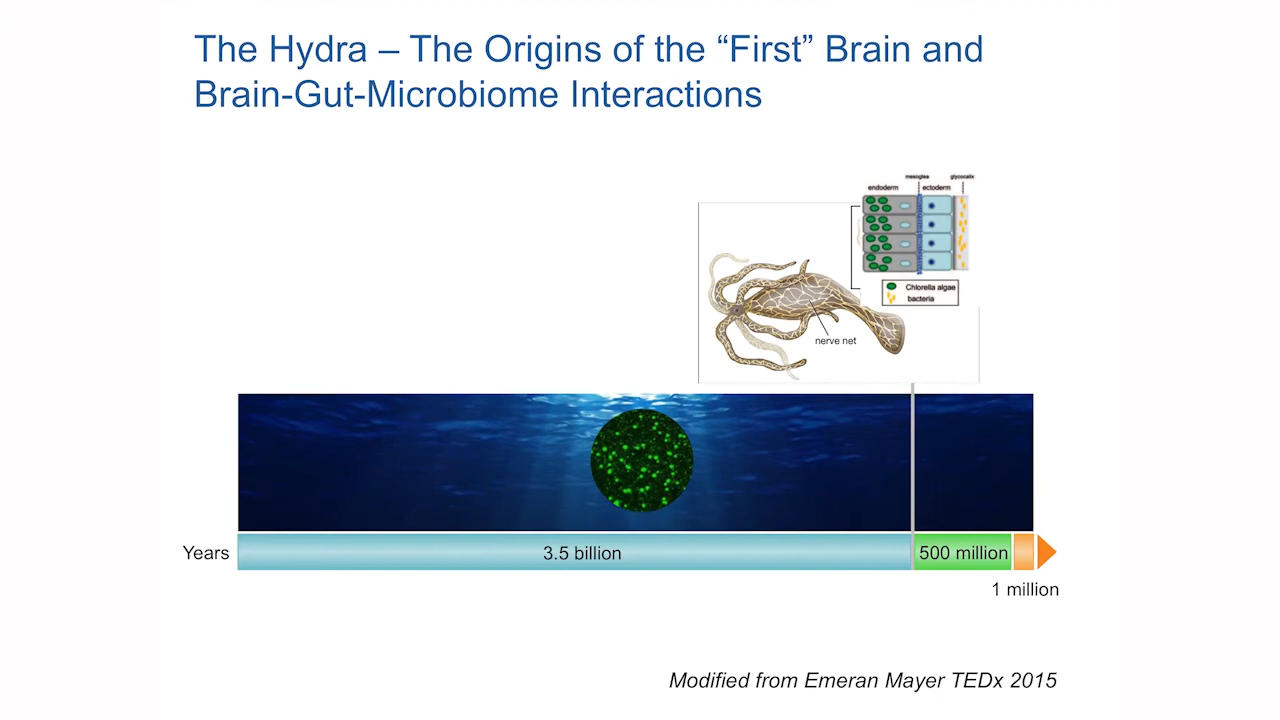 The Hydra – The Origins of the “First” Brain and
Brain-Gut-Microbiome Interactions
mesoglea glycocalix
endoderm ectoderm
Chlorella algae
bacteria
nerve net
Years 3.5 billion 500 million
1 million
Modified from Emeran Mayer TEDx 2015